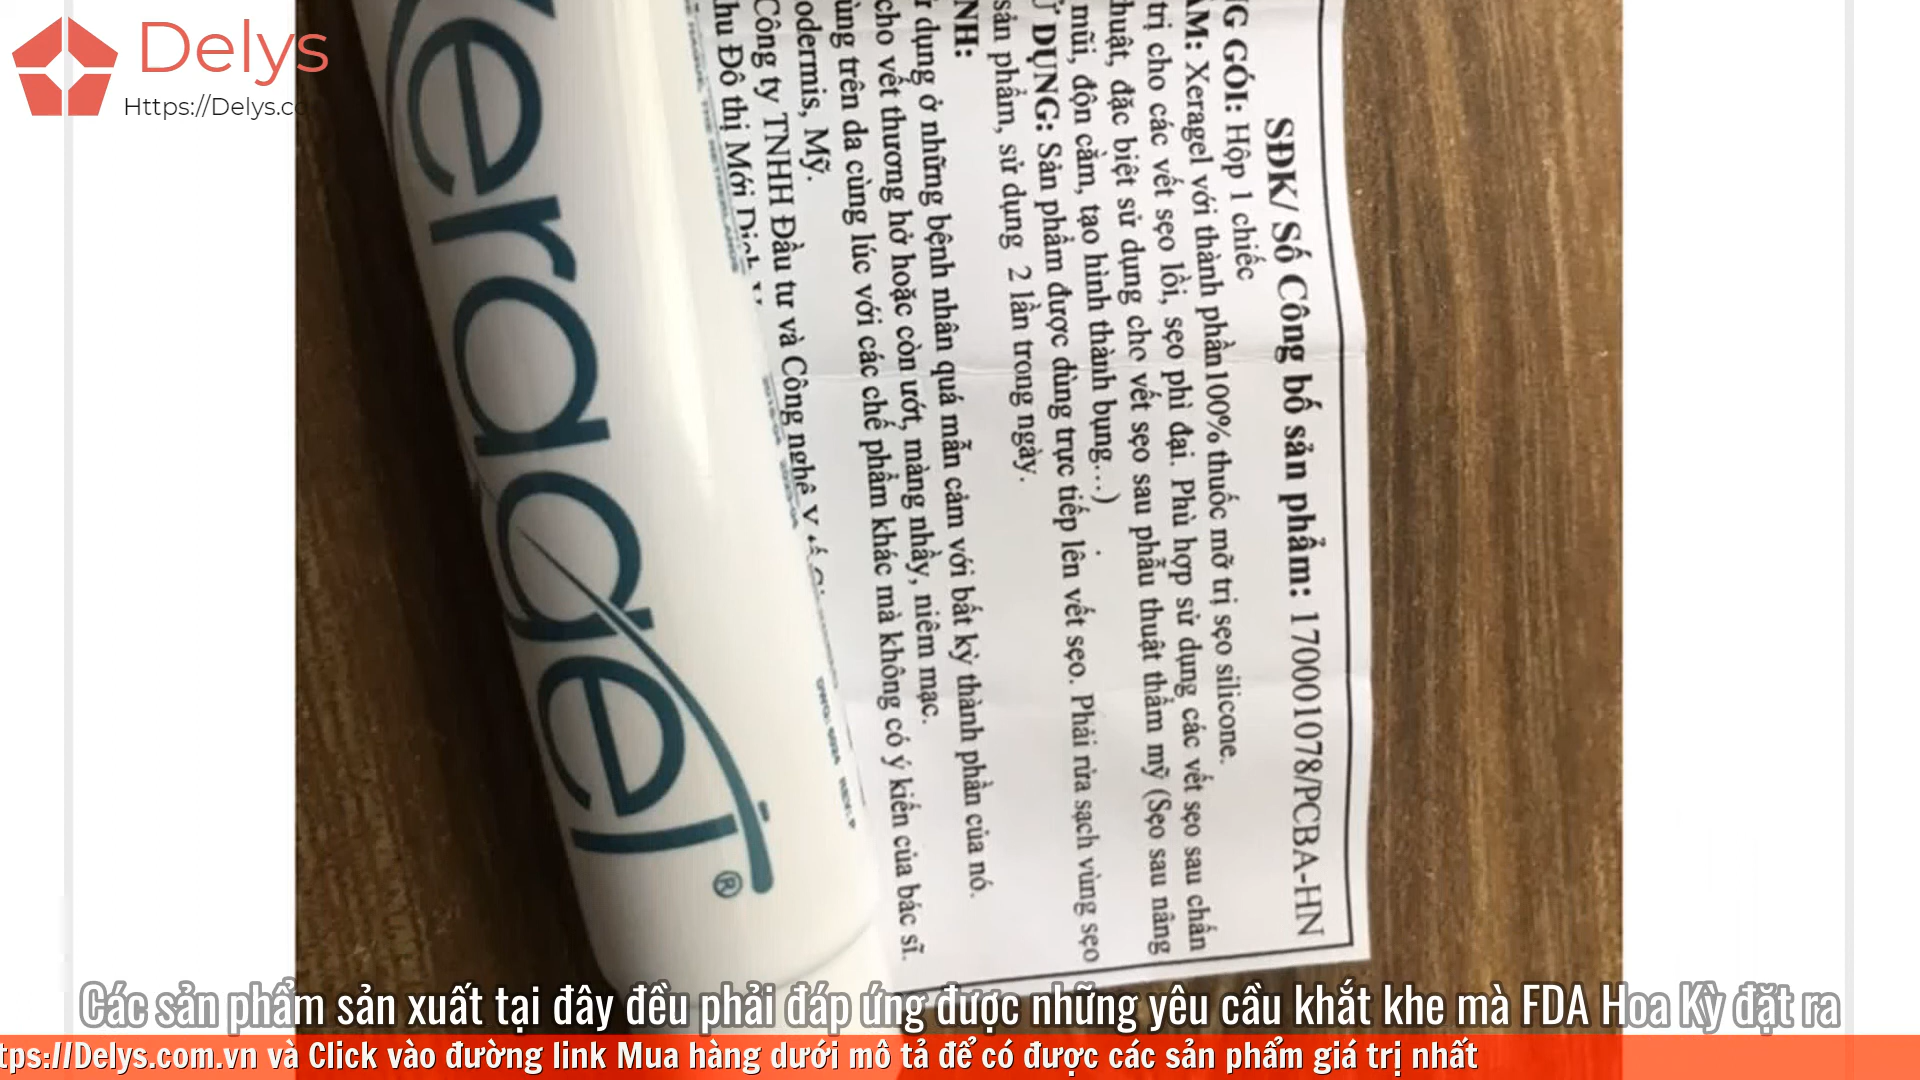 Delys
Https://Delys.co
Xeragel®
SĐK/ Số Công bố sản phẩm: 170001078/PCBA-HN
GÓI: Hộp 1 chiếc
Xeragel với thành phần100% thuốc mỡ trị sẹo silicone.
trị cho các vết sẹo lồi, sẹo phì đại. Phù hợp sử dụng các vết sẹo sau chấn
thuật, đặc biệt sử dụng cho vết sẹo sau phẫu thuật thẩm mỹ (Sẹo sau nâng
mũi, độn cằm, tạo hình thành bụng...)
DỤNG: Sản phẩm được dùng trực tiếp lên vết sẹo. Phải rửa sạch vùng sẹo
sản phẩm, sử dụng 2 lần trong ngày.
NH:
dụng ở những bệnh nhân quá mẫn cảm với bất kỳ thành phần của nó.
cho vết thương hở hoặc còn ướt, màng nhầy, niêm mạc.
ùng trên da cùng lúc với các chế phẩm khác mà không có ý kiến của bác sĩ.
odermis, Mỹ.
Công ty TNHH Đầu tư và Công nghệ
hu Đô thị Mới
Các sản phẩm sản xuất tại đây đều phải đáp ứng được những yêu cầu khắt khe mà FDA Hoa Kỳ đặt ra
tps://Delys.com.vn và Click vào đường link Mua hàng dưới mô tả để có được các sản phẩm giá trị nhất